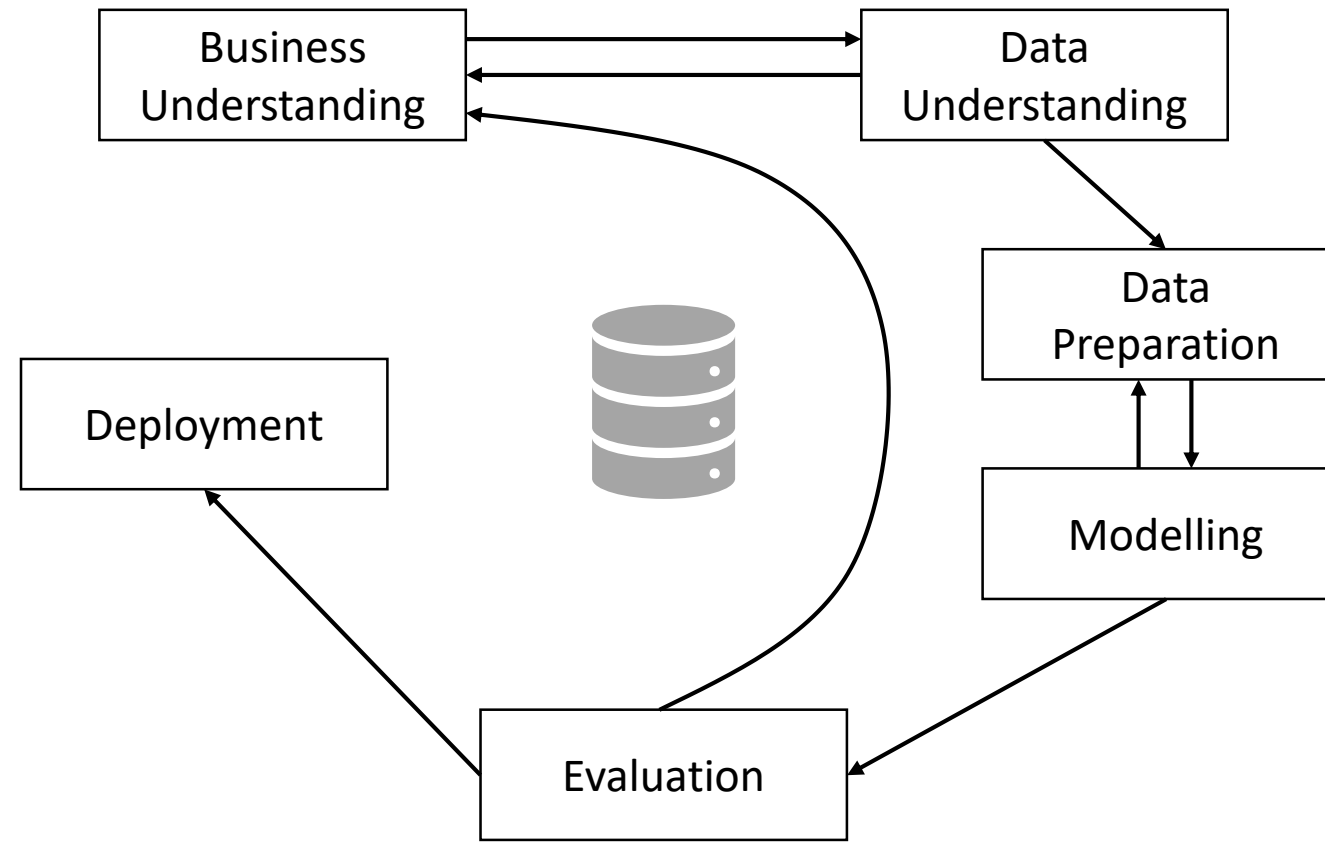 Business
Understanding
Data
Understanding
Data
Preparation
Deployment
Modelling
Evaluation